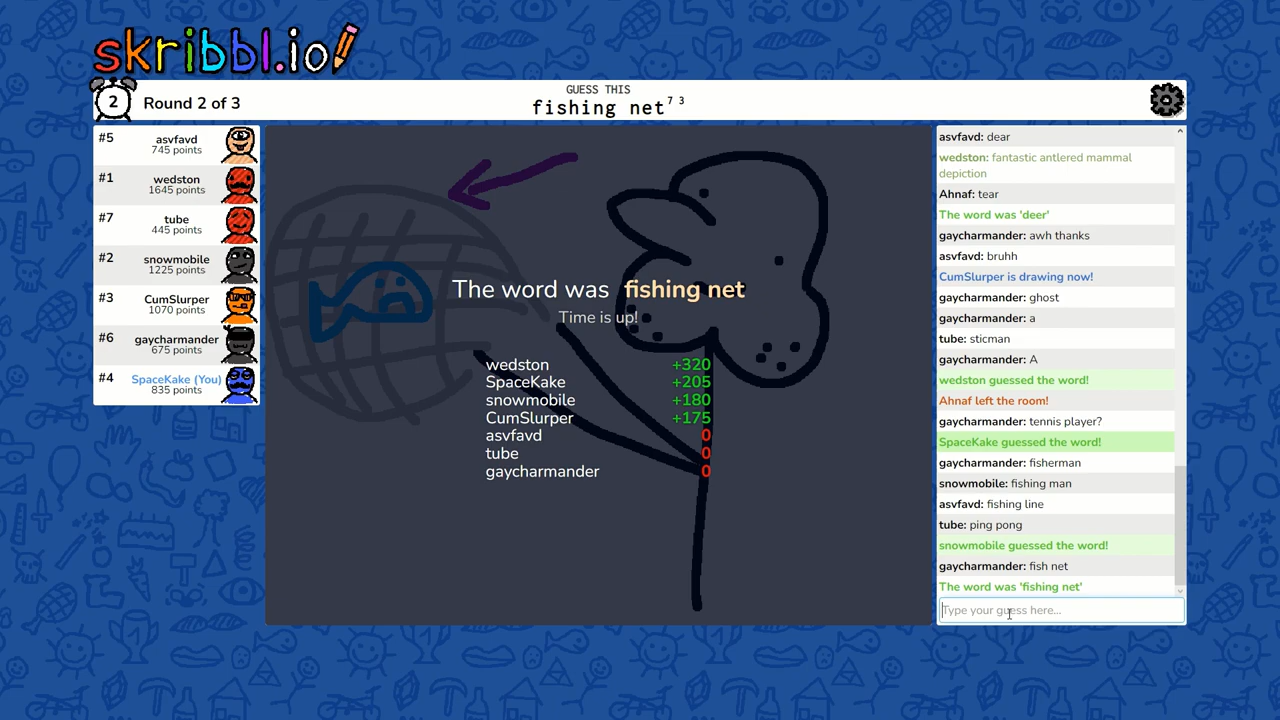 skribbl.io
2
Round 2 of 3
GUESS THIS
fishing net 7 3
#5 asvfavd
745 points
#1 wedston
1645 points
#7 tube
445 points
#2 snowmobile
1225 points
#3 CumSlurper
1070 points
#6 gaycharmander
675 points
#4 SpaceKake (You)
835 points
The word was fishing net
Time is up!
wedston +320
SpaceKake +205
snowmobile +180
CumSlurper +175
asvfavd 0
tube 0
gaycharmander 0
asvfavd: dear
wedston: fantastic antlered mammal
depiction
Ahnaf: tear
The word was 'deer'
gaycharmander: awh thanks
asvfavd: bruhh
CumSlurper is drawing now!
gaycharmander: ghost
gaycharmander: a
tube: sticman
gaycharmander: A
wedston guessed the word!
Ahnaf left the room!
gaycharmander: tennis player?
SpaceKake guessed the word!
gaycharmander: fisherman
snowmobile: fishing man
asvfavd: fishing line
tube: ping pong
snowmobile guessed the word!
gaycharmander: fish net
The word was 'fishing net'
Type your guess here...